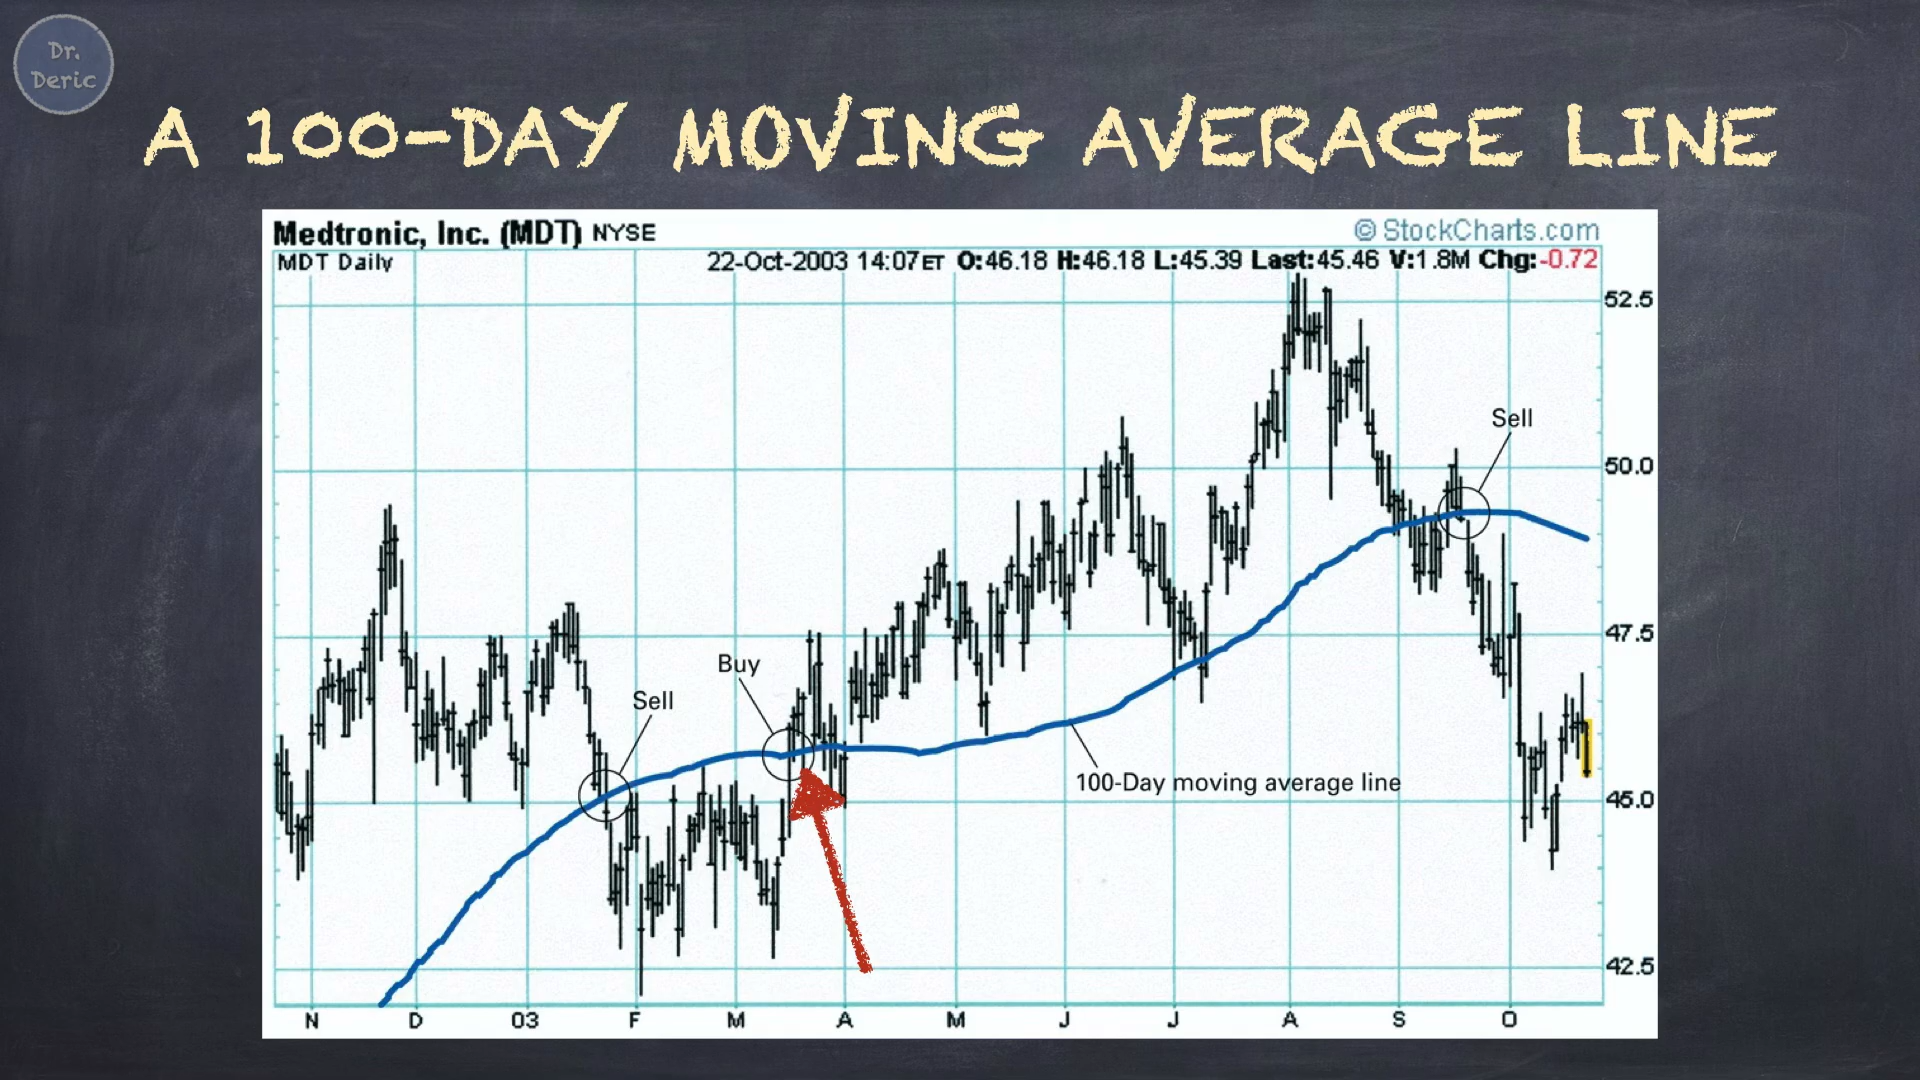 Dr.
Deric
A 100-DAY MOVING AVERAGE LINE
Medtronic, Inc. (MDT) NYSE
© StockCharts.com
MDT Daily
22-Oct-2003 14:07ET O:46.18 H:46.18 L:45.39 Last:45.46 V:1.8M Chg:-0.72
52.5
Sell
50.0
47.5
Buy
Sell
100-Day moving average line
45.0
42.5
N D 03 F M A M J J A S O